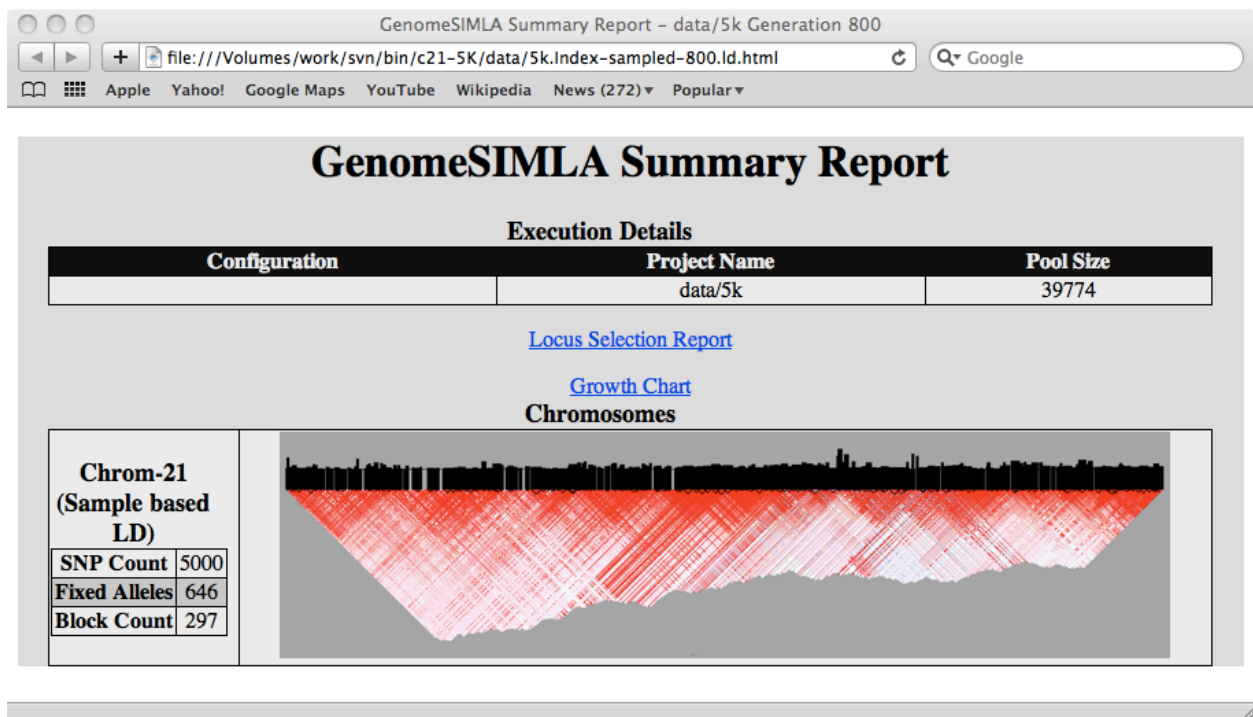 GenomeSIMLA Summary Report – data/5k Generation 800
file:///Volumes/work/svn/bin/c21-5K/data/5k.Index-sampled-800.ld.html
Google
Apple Yahoo! Google Maps YouTube Wikipedia News (272) Popular
GenomeSIMLA Summary Report
Execution Details
Configuration Project Name Pool Size
data/5k 39774
Locus Selection Report
Growth Chart
Chromosomes
Chrom-21
(Sample based
LD)
SNP Count 5000
Fixed Alleles 646
Block Count 297